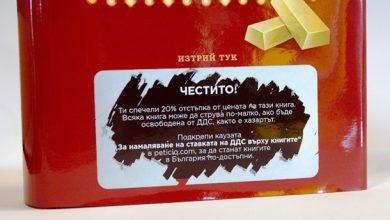 ИЗТРИЙ ТУК
ЧЕСТИТО!
Ти спечели 20% отстъпка от цената на тази книга.
Всяка книга може да струва по-малко, ако бъде
освободена от ДДС, както е хазартът.
Подкрепи каузата
„За намаляване на ставката на ДДС върху книгите“
в peticiq.com, за да станат книгите
в България по-достъпни.